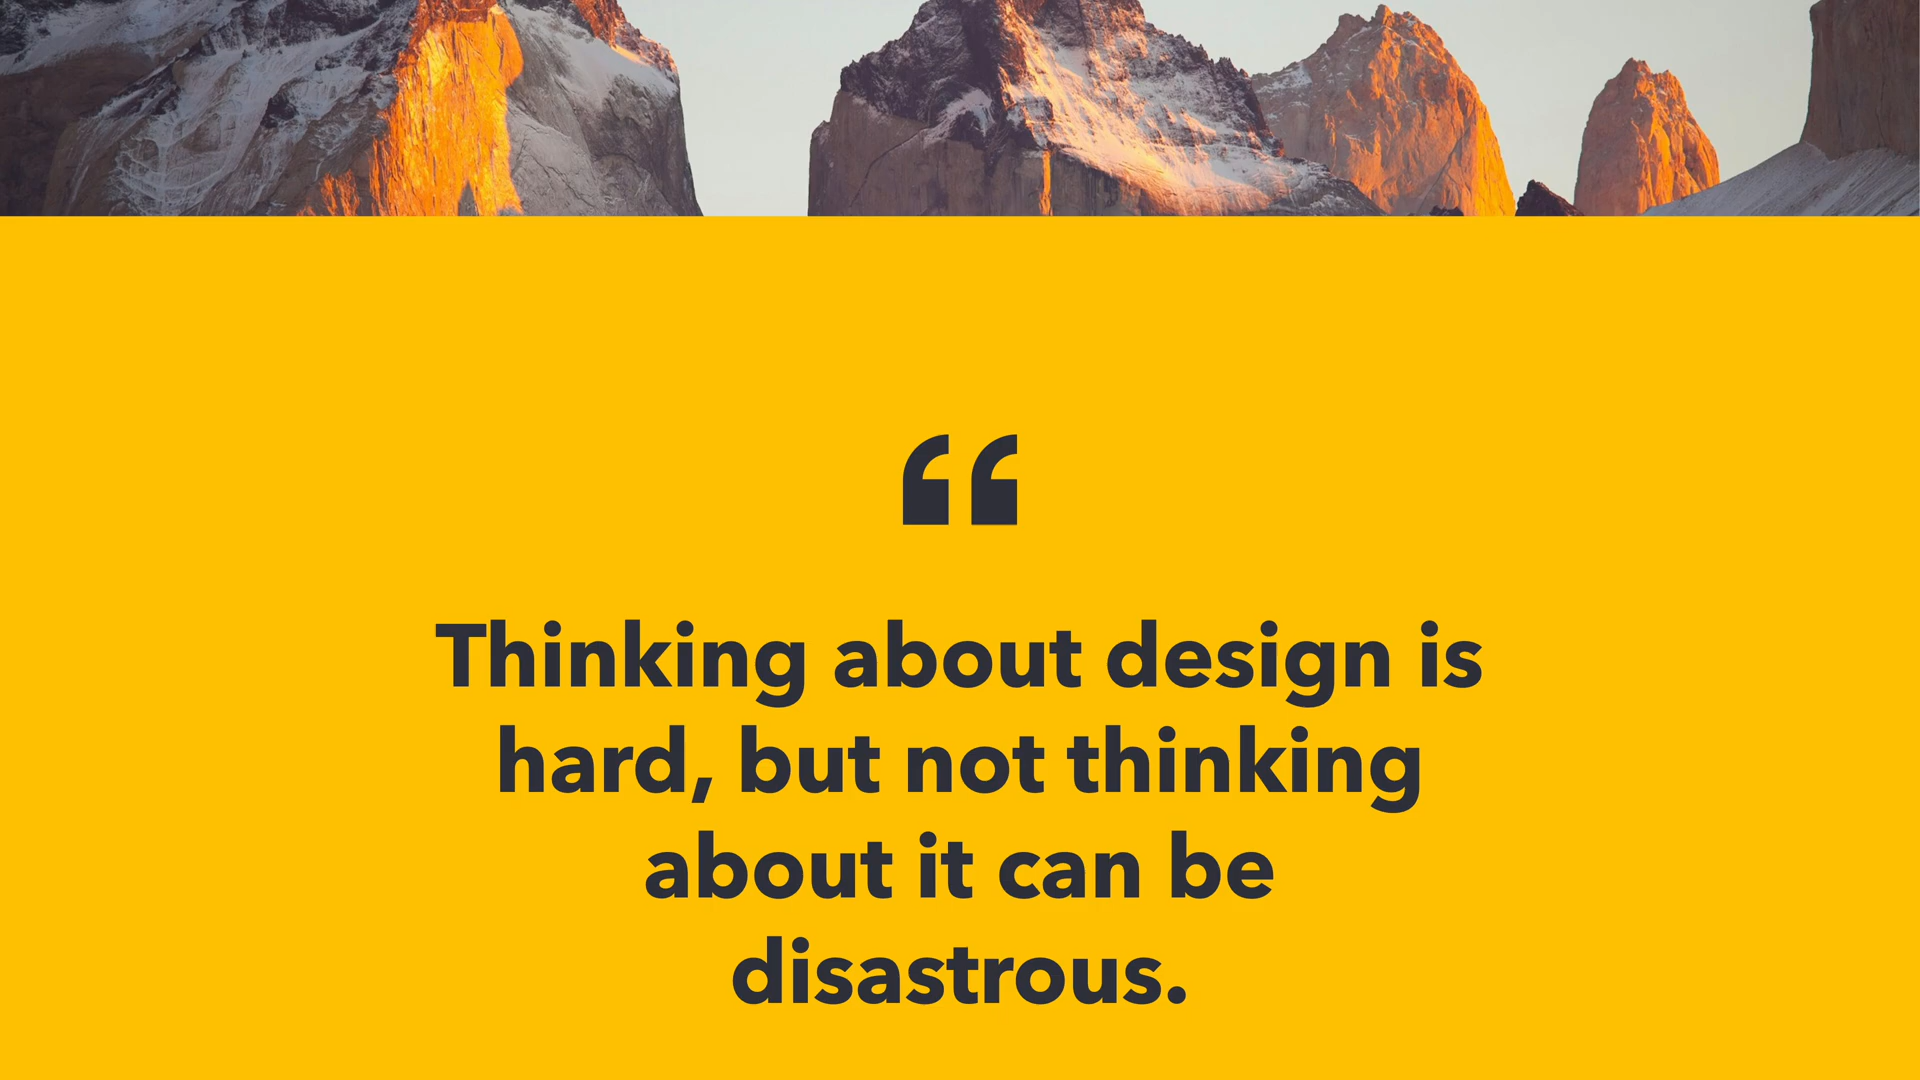 “
Thinking about design is
hard, but not thinking
about it can be
disastrous.